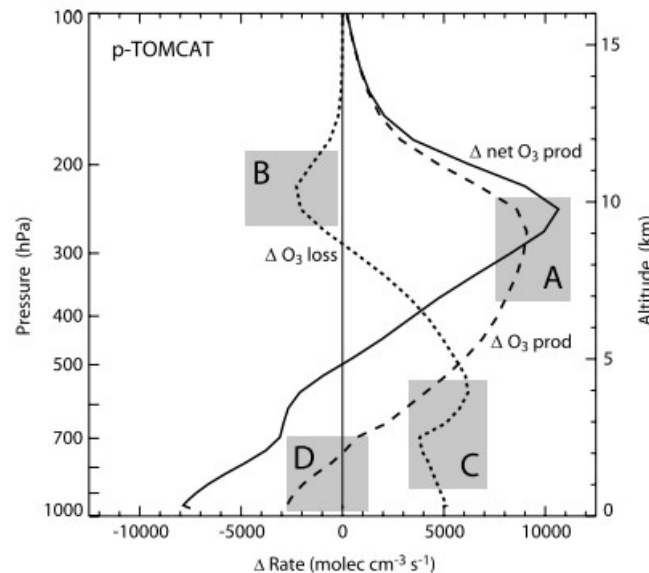 p-TOMCAT
100
200
300
400
500
700
1000
Pressure (hPa)
15
10
5
0
Altitude (km)
B
Δ net O₃ prod
A
Δ O₃ loss
Δ O₃ prod
D
C
-10000 -5000 0 5000 10000
Δ Rate (molec cm⁻³ s⁻¹)